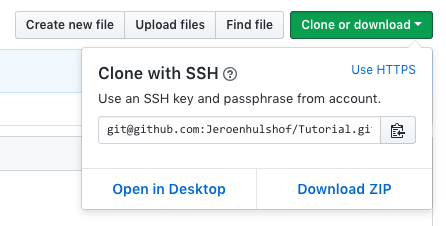 Create new file Upload files Find file Clone or download
Clone with SSH ? Use HTTPS
Use an SSH key and passphrase from account.
git@github.com:Jeroenhulshof/Tutorial.gi
Open in Desktop Download ZIP